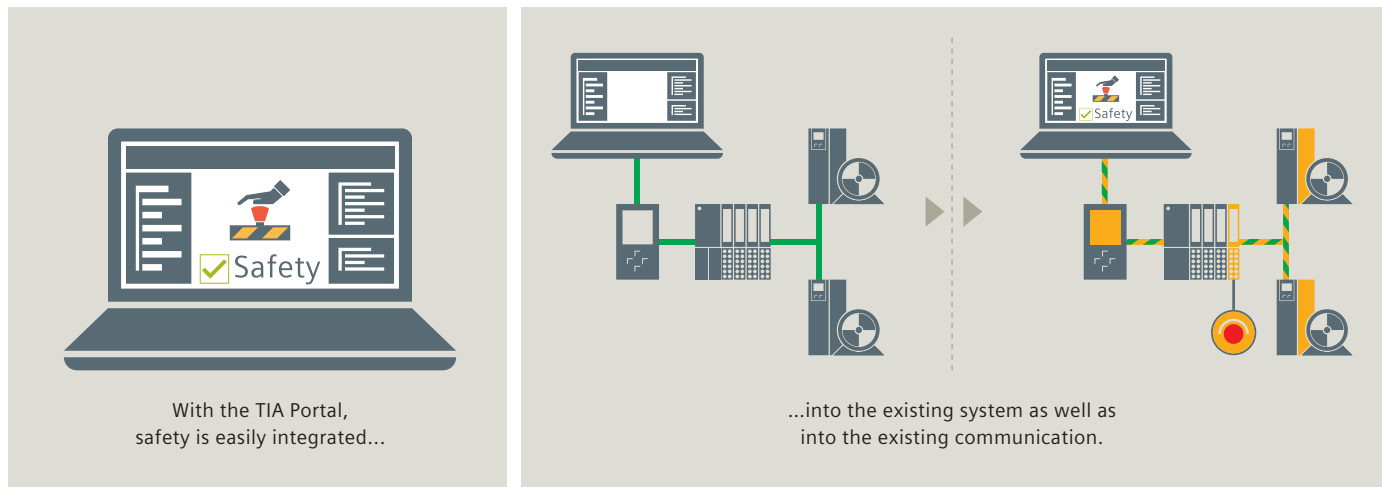 Safety
With the TIA Portal,
safety is easily integrated...
Safety
...into the existing system as well as
into the existing communication.